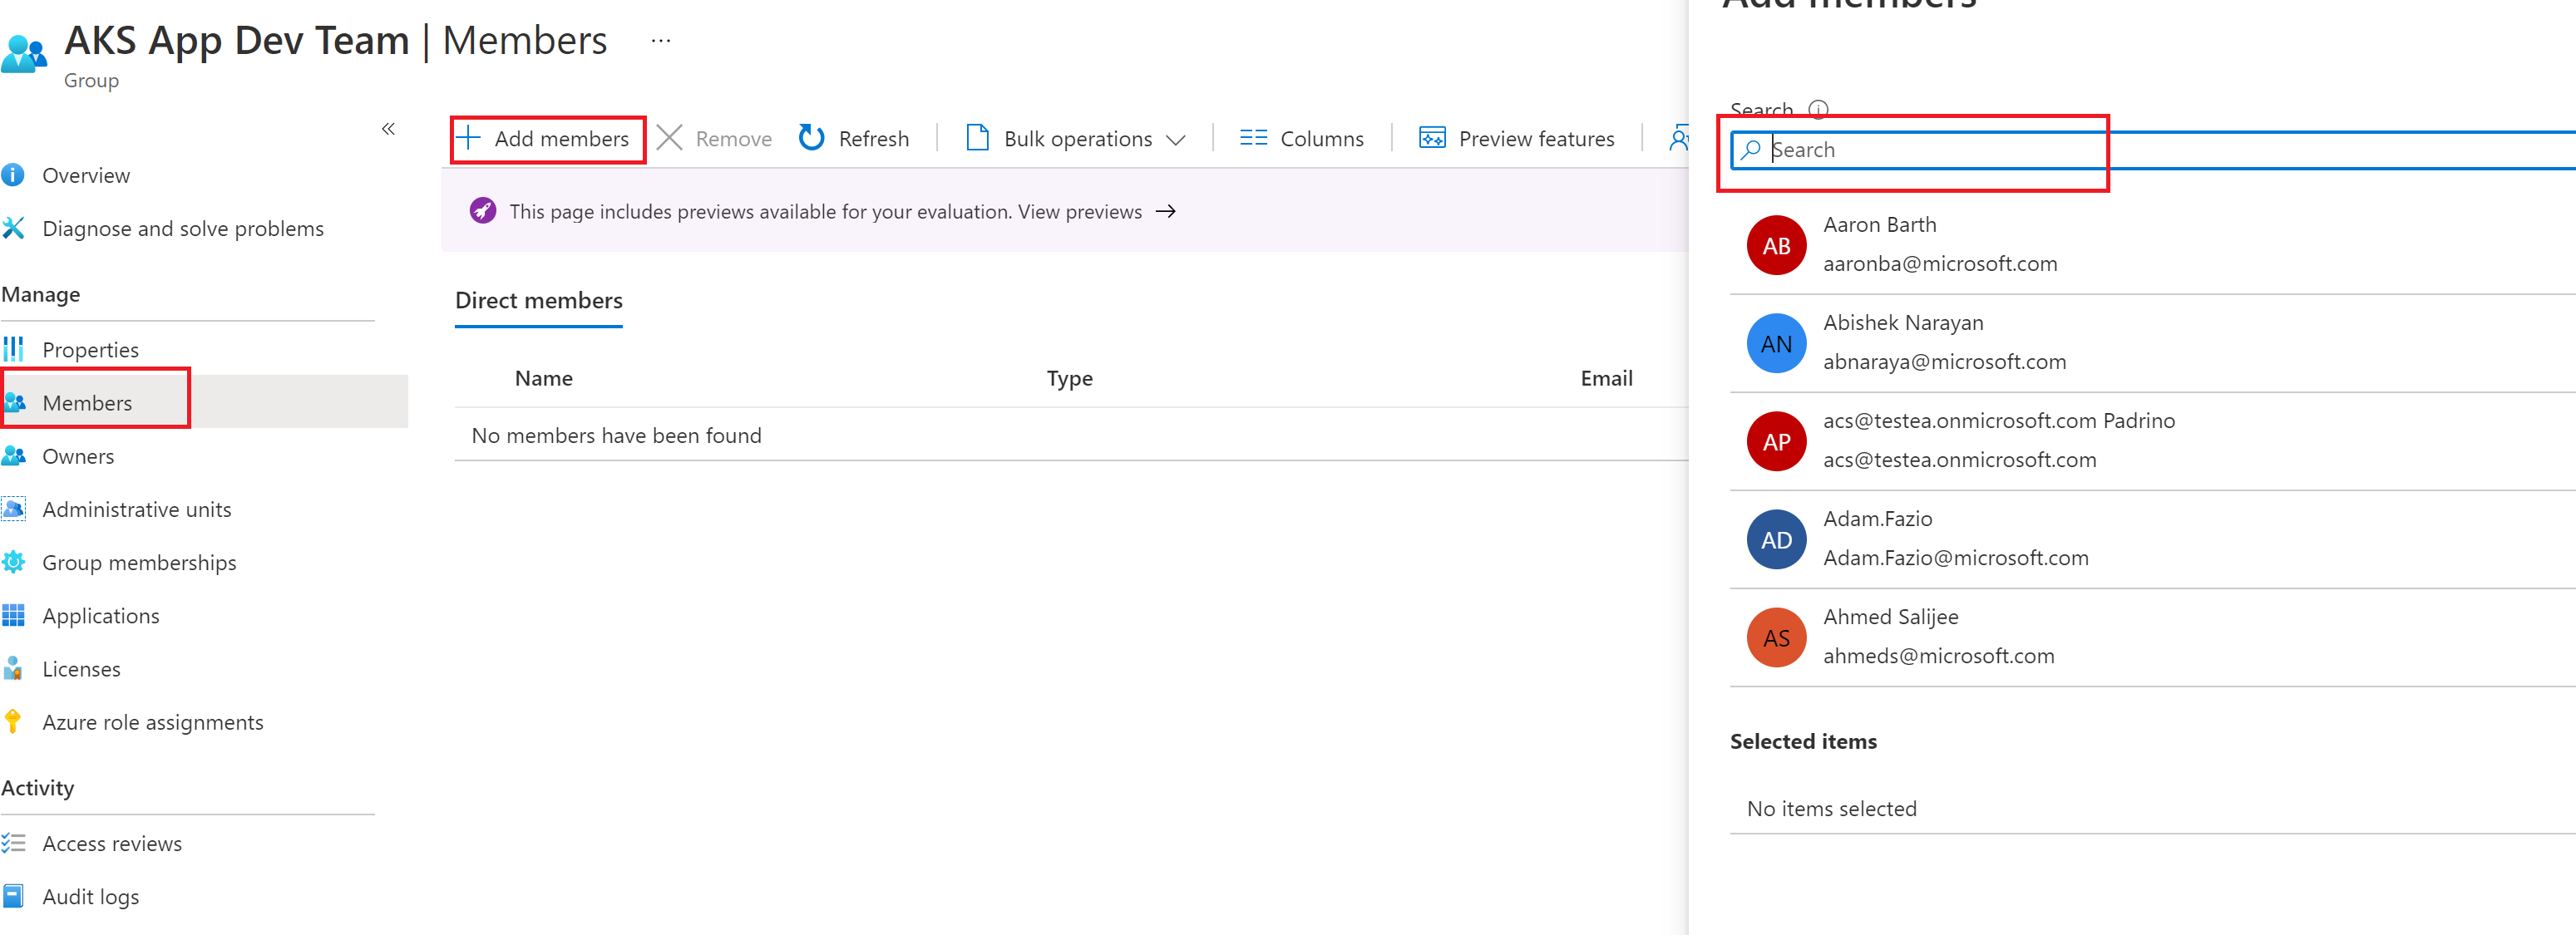 AKS App Dev Team | Members ...
Group
«
Overview
Diagnose and solve problems
Manage
Properties
Members
Owners
Administrative units
Group memberships
Applications
Licenses
Azure role assignments
Activity
Access reviews
Audit logs
Add members Remove Refresh Bulk operations Columns Preview features
This page includes previews available for your evaluation. View previews →
Direct members
Name Type Email
No members have been found
Add members
Search
Search
AB Aaron Barth
aaronba@microsoft.com
AN Abishek Narayan
abnaraya@microsoft.com
AP acs@testea.onmicrosoft.com Padrino
acs@testea.onmicrosoft.com
AD Adam.Fazio
Adam.Fazio@microsoft.com
AS Ahmed Salijee
ahmeds@microsoft.com
Selected items
No items selected